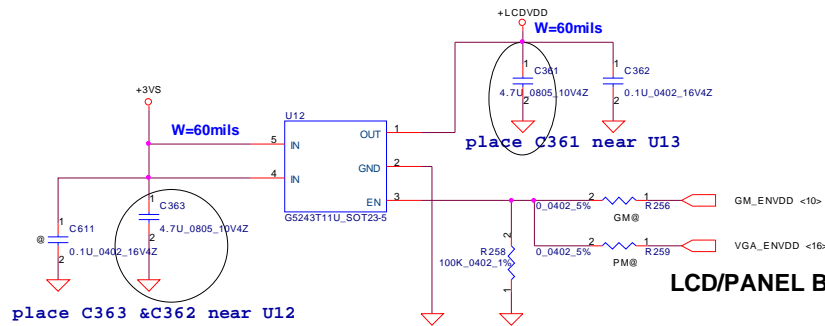 +LCDVDD
W=60mils
+3VS
1
C361
2
4.7U_0805_10V4Z
1
C362
2
0.1U_0402_16V4Z
W=60mils
U12
5
IN
OUT
1
place C361 near U13
GND
2
4
IN
EN
3
G5243T11U_SOT23-5
1
C611
@
2
0.1U_0402_16V4Z
1
C363
4.7U_0805_10V4Z
2
2
1
0_0402_5%
R256
GM@
GM_ENVDD <10>
2
R258
100K_0402_1%
1
2
1
0_0402_5%
R259
PM@
VGA_ENVDD <16>
LCD/PANEL B
place C363 &C362 near U12